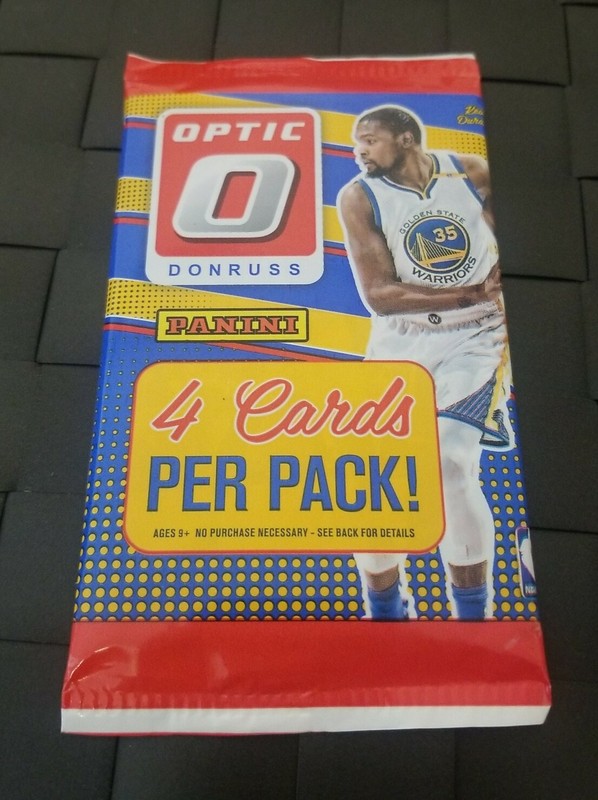 OPTIC
O
DONRUSS
PANINI
GOLDEN STATE
35
WARRIORS
4 Cards
PER PACK!
AGES 9+ NO PURCHASE NECESSARY - SEE BACK FOR DETAILS